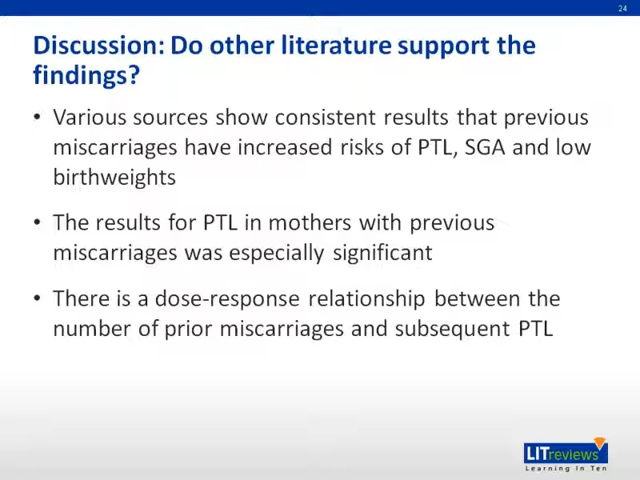 24
Discussion: Do other literature support the
findings?
• Various sources show consistent results that previous
miscarriages have increased risks of PTL, SGA and low
birthweights
• The results for PTL in mothers with previous
miscarriages was especially significant
• There is a dose-response relationship between the
number of prior miscarriages and subsequent PTL
LITreviews
Learning In Ten